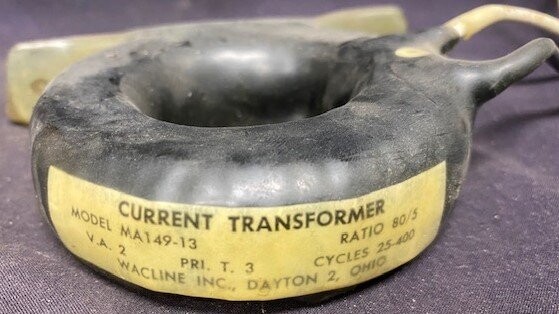 CURRENT TRANSFORMER
MODEL MA149-13 RATIO 80/5
V.A. 2 PRI. T. 3 CYCLES 25-400
WACLINE INC., DAYTON 2, OHIO